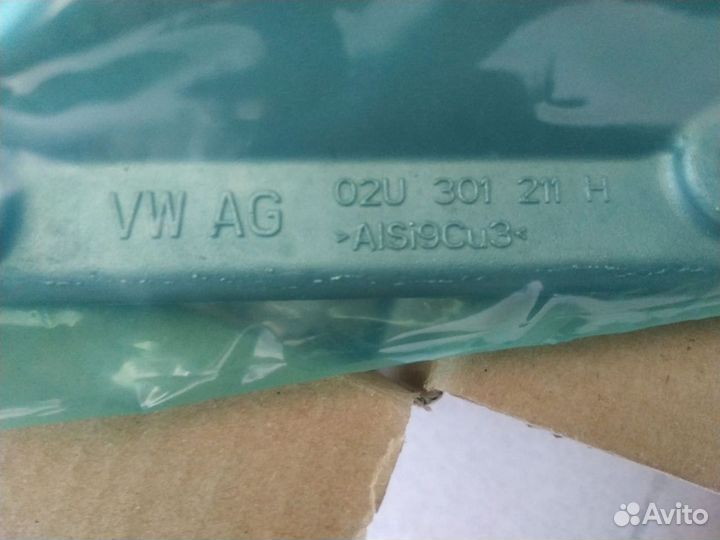 VW AG 02U 301 211 H
>AlSi9Cu3<
Avito